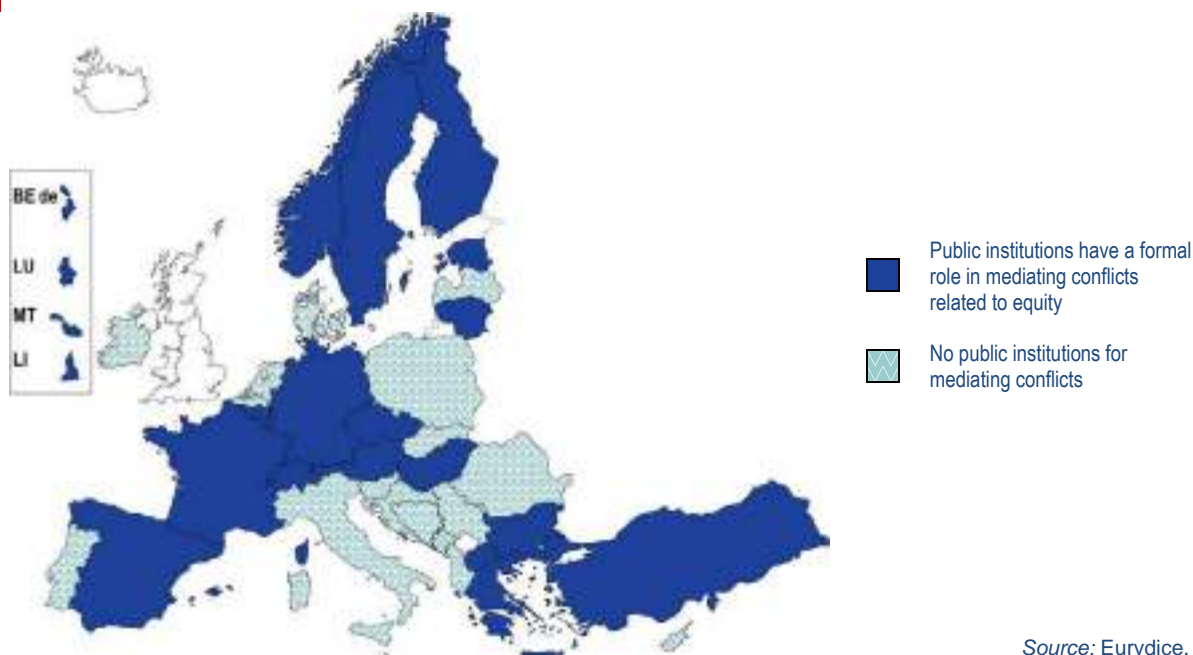 BE de
LU
MT
LI
Public institutions have a formal
role in mediating conflicts
related to equity
No public institutions for
mediating conflicts
Source: Eurydice.